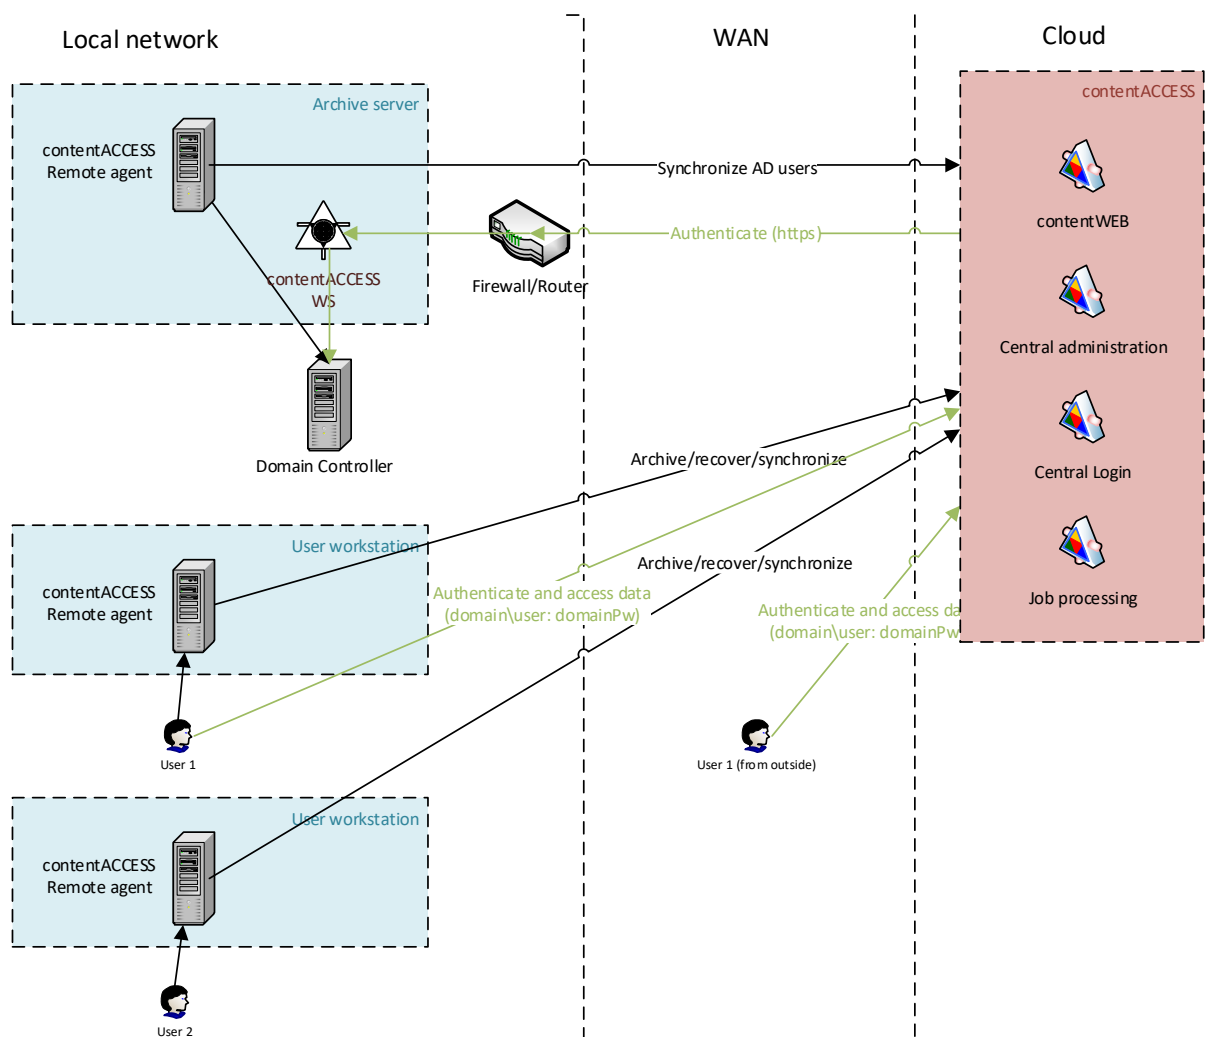 Local network
WAN
Cloud
Archive server
contentACCESS
contentACCESS
Remote agent
Synchronize AD users
contentWEB
Authenticate (https)
contentACCESS
WS
Firewall/Router
Central administration
Domain Controller
Archive/recover/synchronize
Central Login
User workstation
contentACCESS
Remote agent
Archive/recover/synchronize
Authenticate and access data
(domain\user: domainPw)
Authenticate and access da
(domain\user: domainPw
Job processing
User 1
User 1 (from outside)
User workstation
contentACCESS
Remote agent
User 2